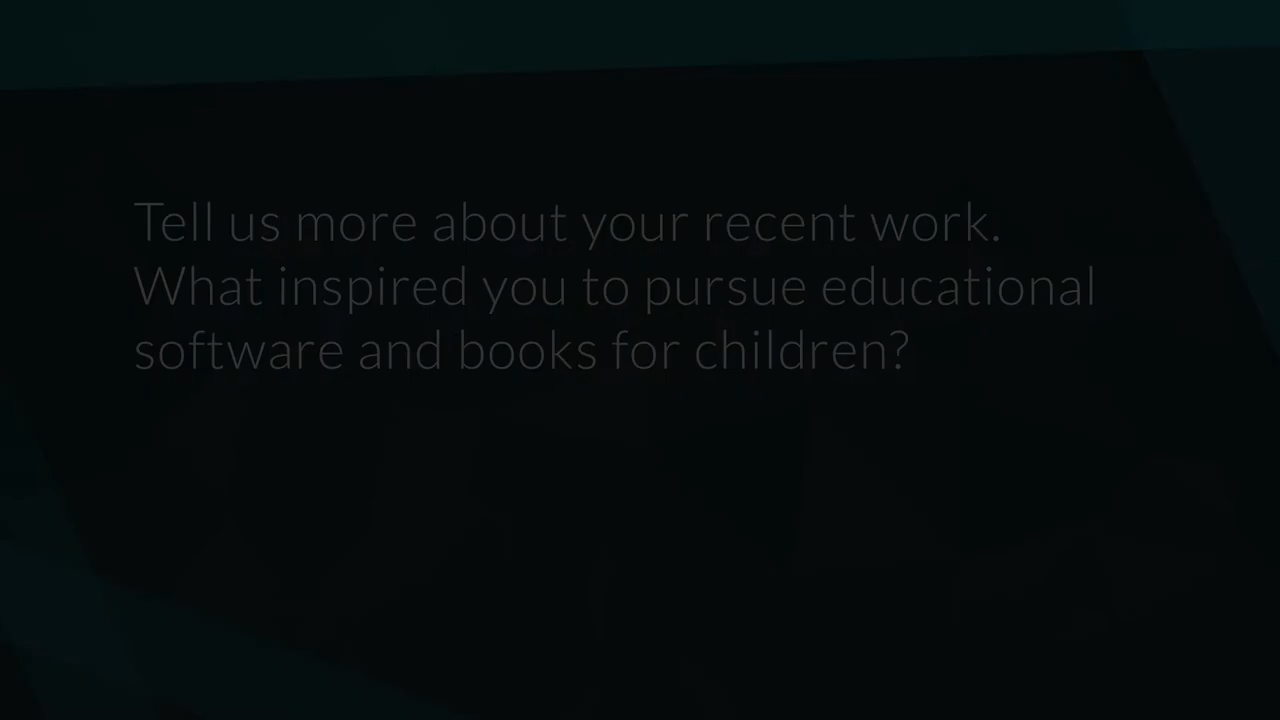 Tell us more about your recent work.
What inspired you to pursue educational
software and books for children?